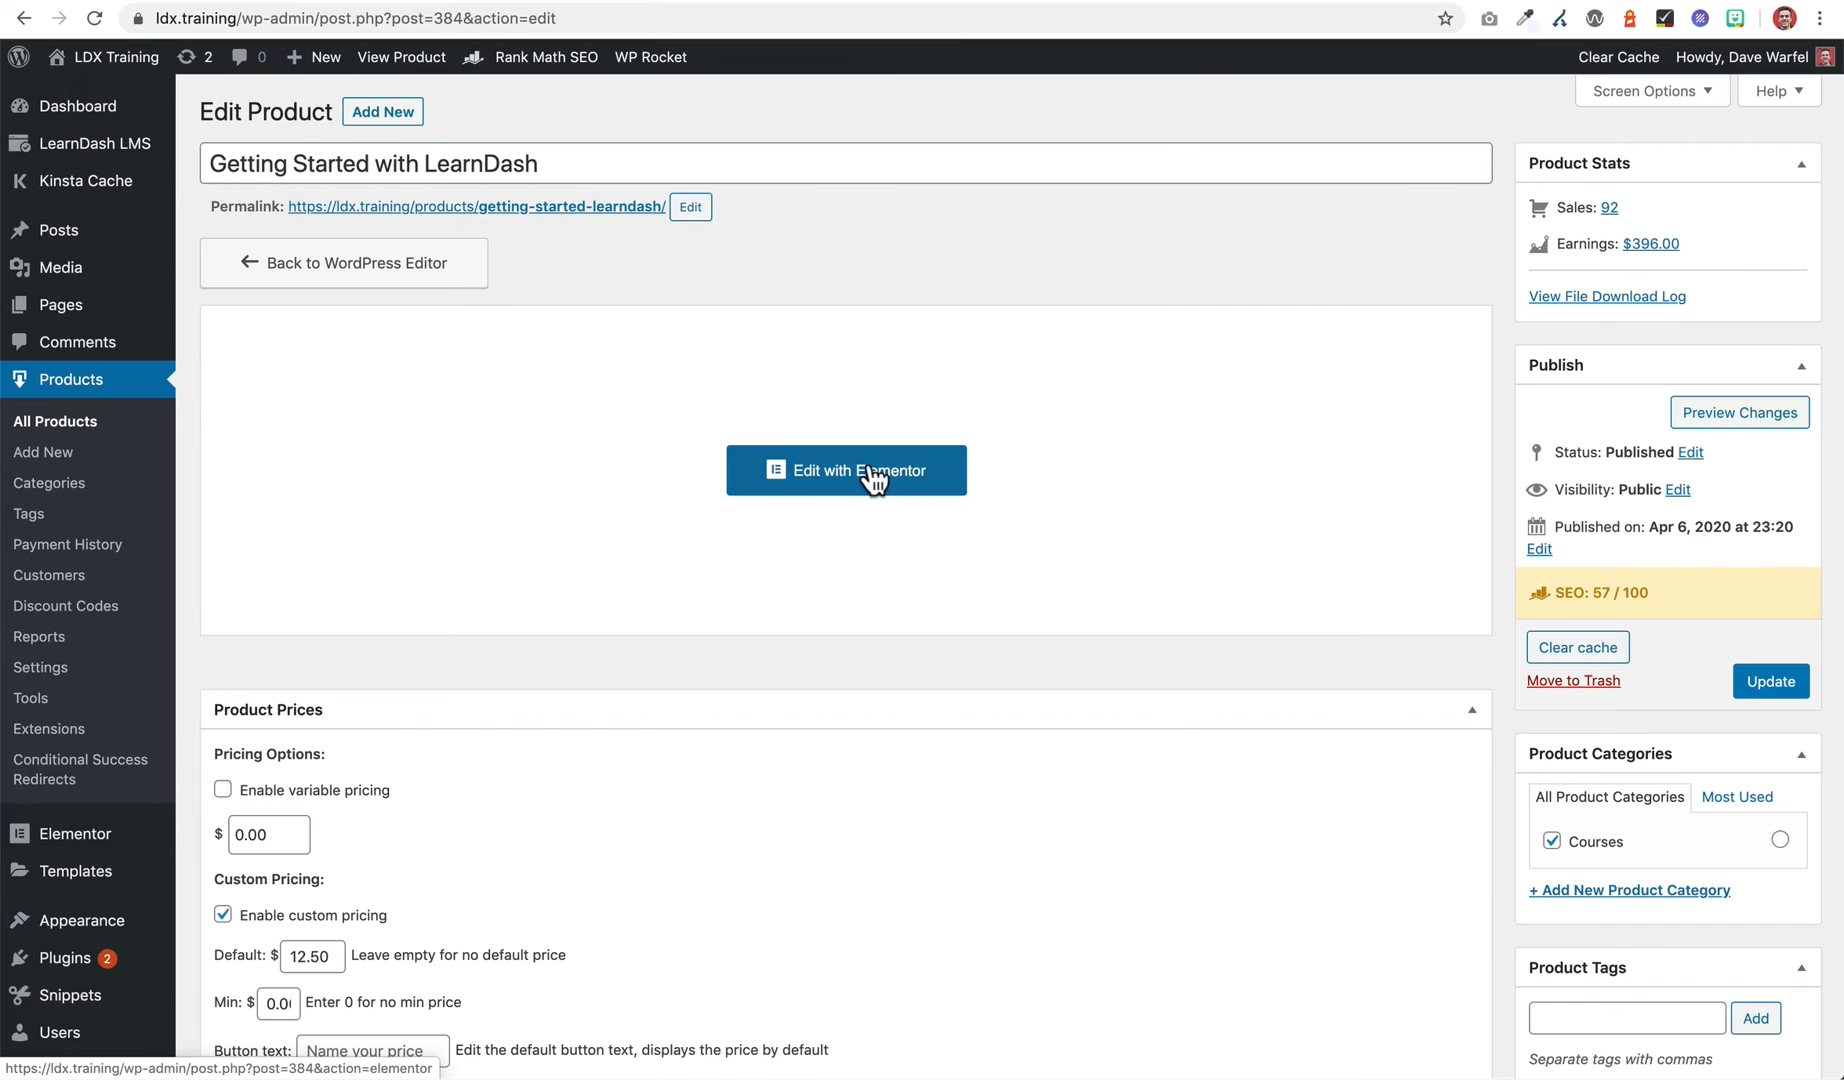 ldx.training/wp-admin/post.php?post=384&action=edit
LDX Training 2 0 New View Product Rank Math SEO WP Rocket Clear Cache Howdy, Dave Warfel
Screen Options ▼ Help ▼
Dashboard
LearnDash LMS
Kinsta Cache
Posts
Media
Pages
Comments
Products
All Products
Add New
Categories
Tags
Payment History
Customers
Discount Codes
Reports
Settings
Tools
Extensions
Conditional Success
Redirects
Elementor
Templates
Appearance
Plugins 2
Snippets
Users
Edit Product Add New
Getting Started with LearnDash
Permalink: https://ldx.training/products/getting-started-learndash/ Edit
← Back to WordPress Editor
Edit with Elementor
Product Prices
Pricing Options:
Enable variable pricing
$ 0.00
Custom Pricing:
Enable custom pricing
Default: $ 12.50 Leave empty for no default price
Min: $ 0.0 Enter 0 for no min price
Button text: Name your price Edit the default button text, displays the price by default
Product Stats
Sales: 92
Earnings: $396.00
View File Download Log
Publish
Preview Changes
Status: Published Edit
Visibility: Public Edit
Published on: Apr 6, 2020 at 23:20
Edit
SEO: 57 / 100
Clear cache
Move to Trash Update
Product Categories
All Product Categories Most Used
Courses
+ Add New Product Category
Product Tags
Add
Separate tags with commas
https://ldx.training/wp-admin/post.php?post=384&action=elementor